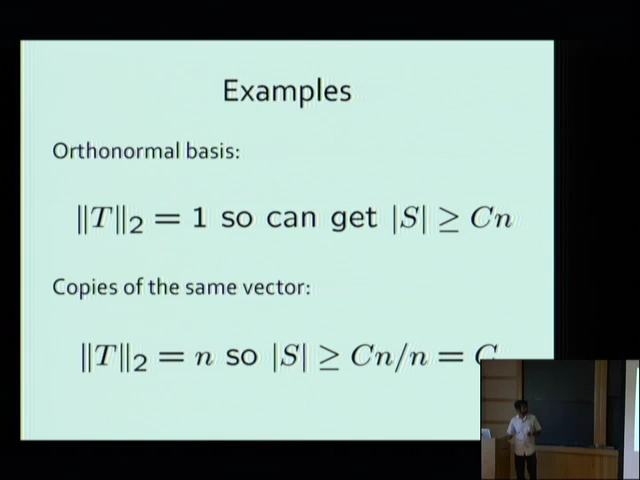 Examples
Orthonormal basis:
‖T‖₂ = 1 so can get |S| ≥ Cn
Copies of the same vector:
‖T‖₂ = n so |S| ≥ Cn/n = C